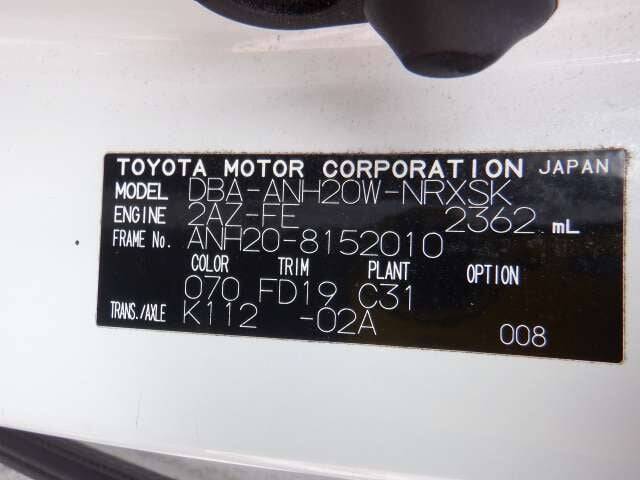 TOYOTA MOTOR CORPORATION JAPAN
MODEL DBA-ANH20W-NRXSK
ENGINE 2AZ-FE 2362 mL
FRAME No. ANH20-8152010
COLOR TRIM PLANT OPTION
070 FD19 C31
TRANS./AXLE K112 -02A
008